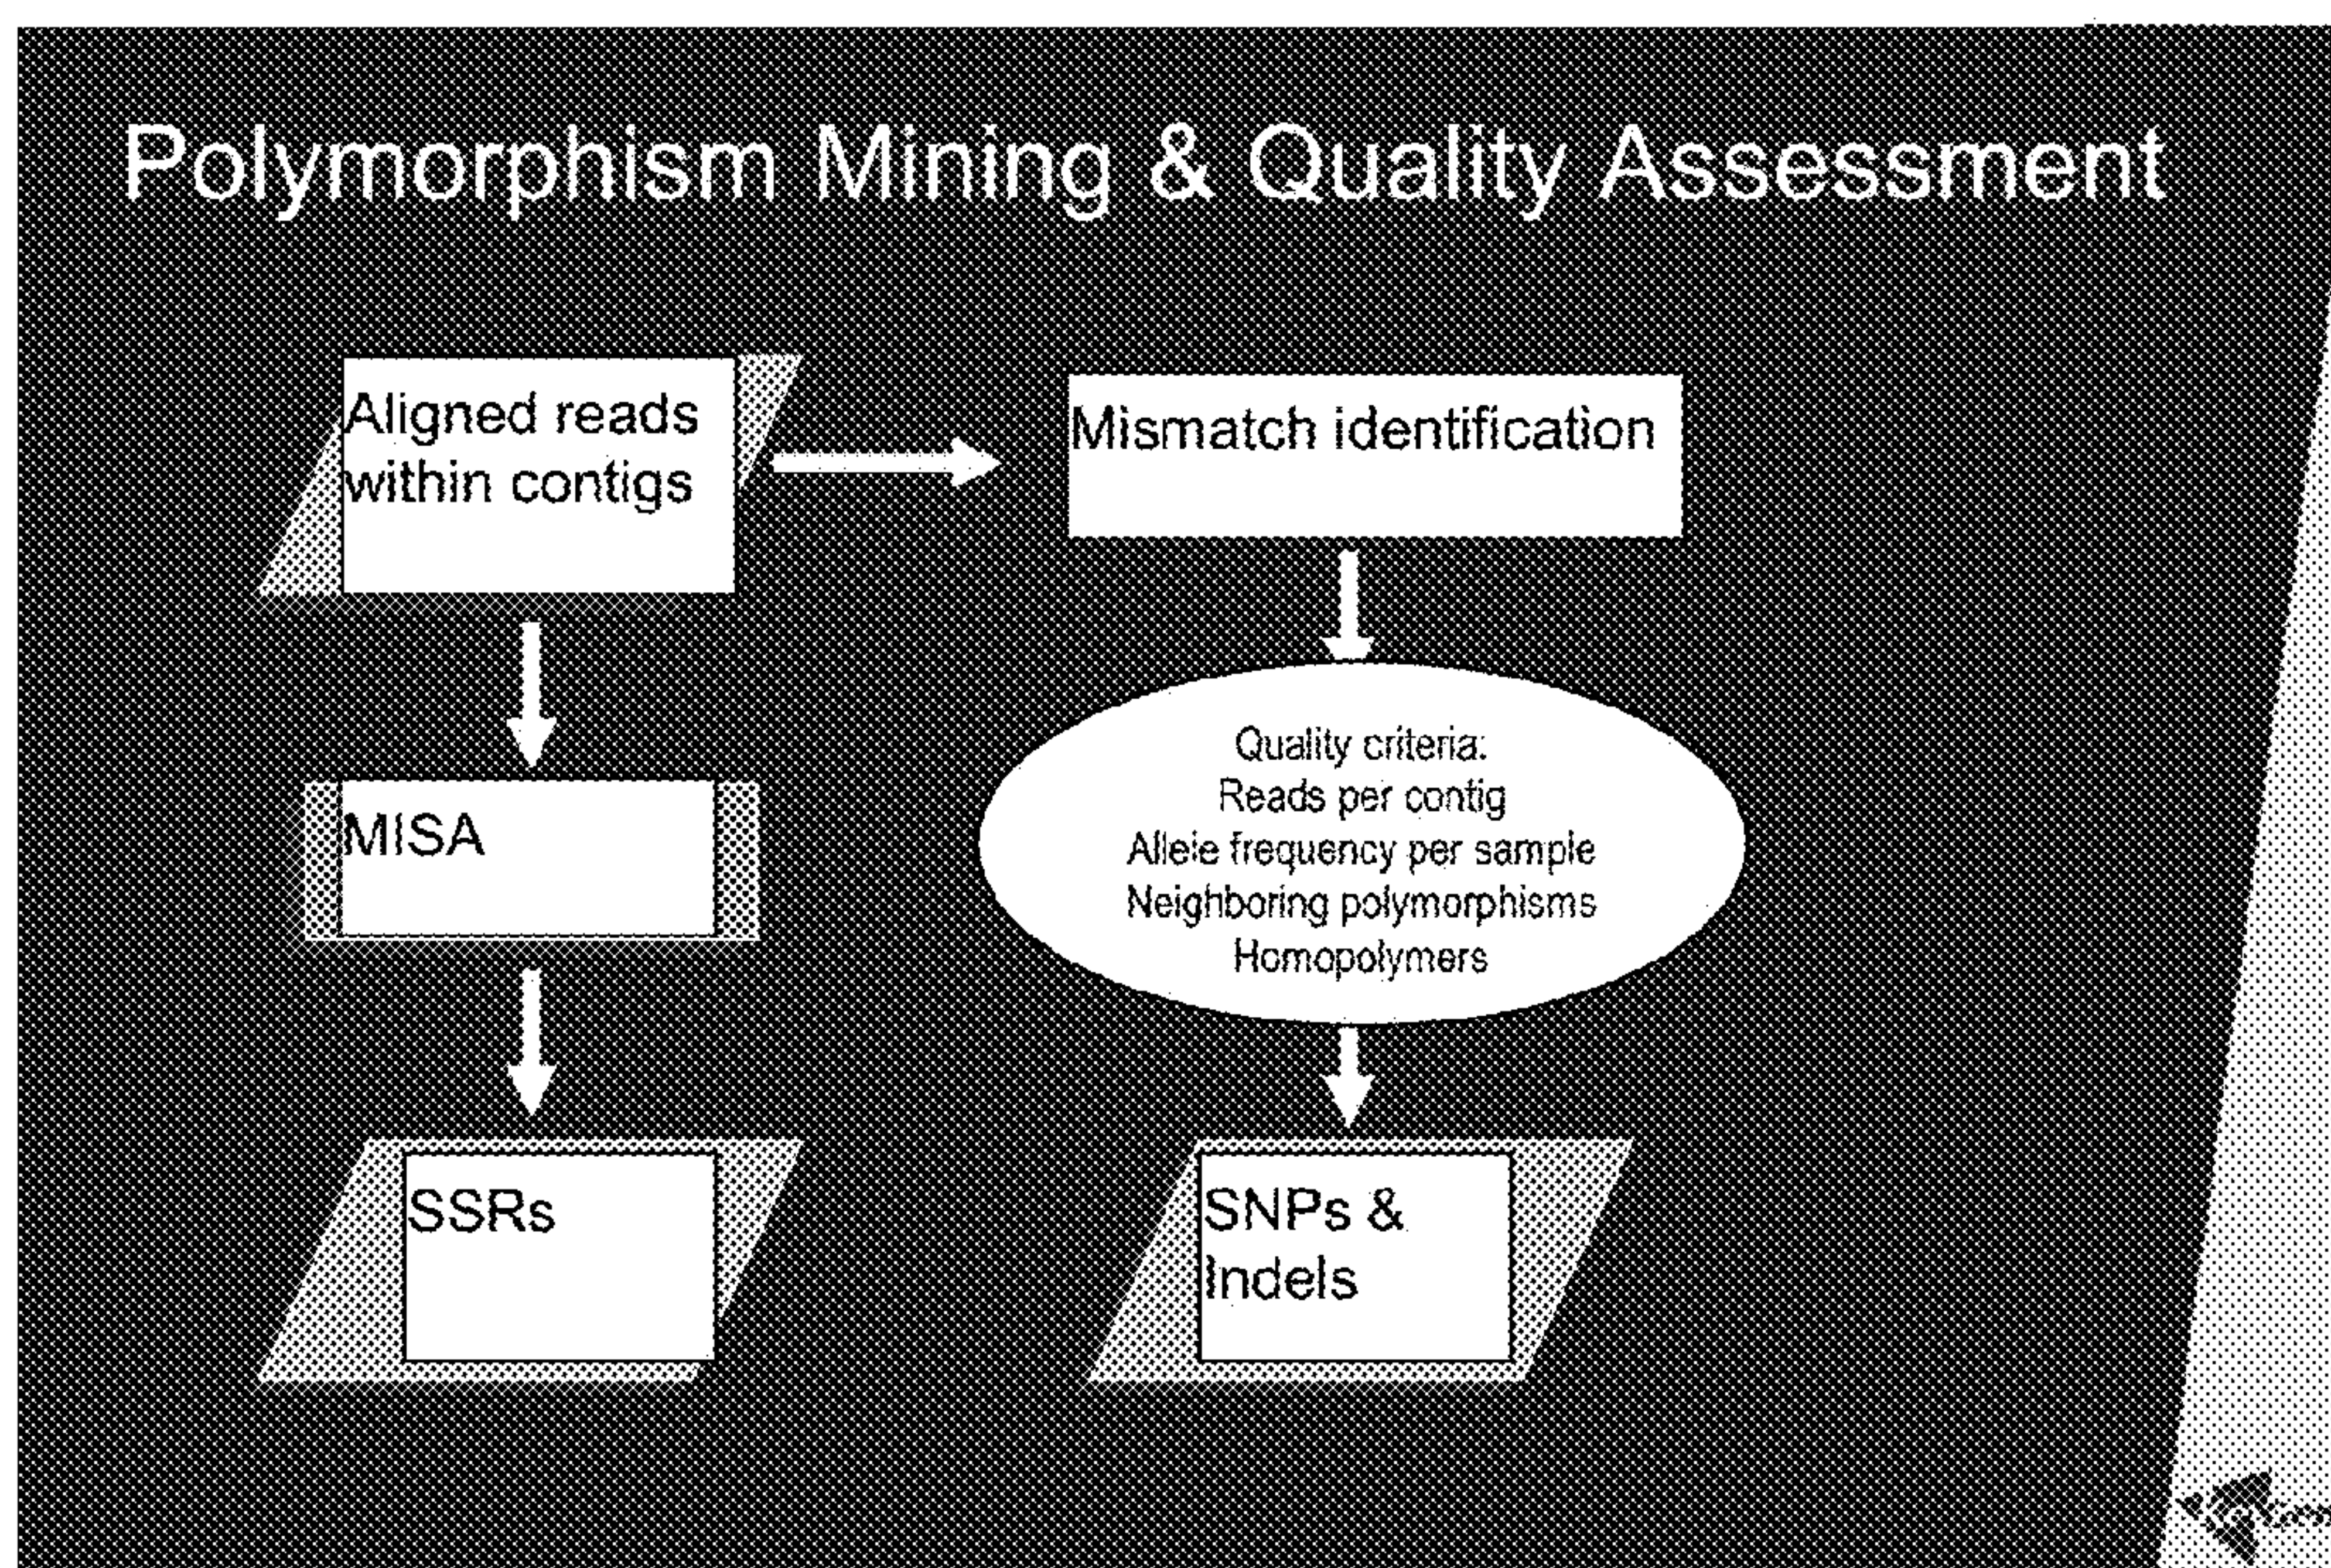 Polymorphism Mining & Quality Assessment
Aligned reads
within contigs
Mismatch identification
Quality criteria:
Reads per contig
Allele frequency per sample
Neighboring polymorphisms
Homopolymers
MISA
SSRs
SNPs &
Indels